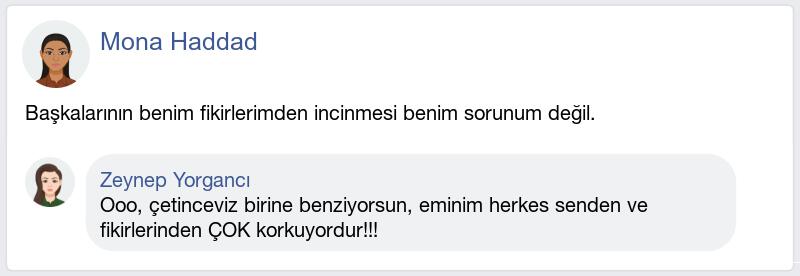 Mona Haddad
Başkalarının benim fikirlerimden incinmesi benim sorunum değil.
Zeynep Yorgancı
Ooo, çetinceviz birine benziyorsun, eminim herkes senden ve
fikirlerinden ÇOK korkuyordur!!!